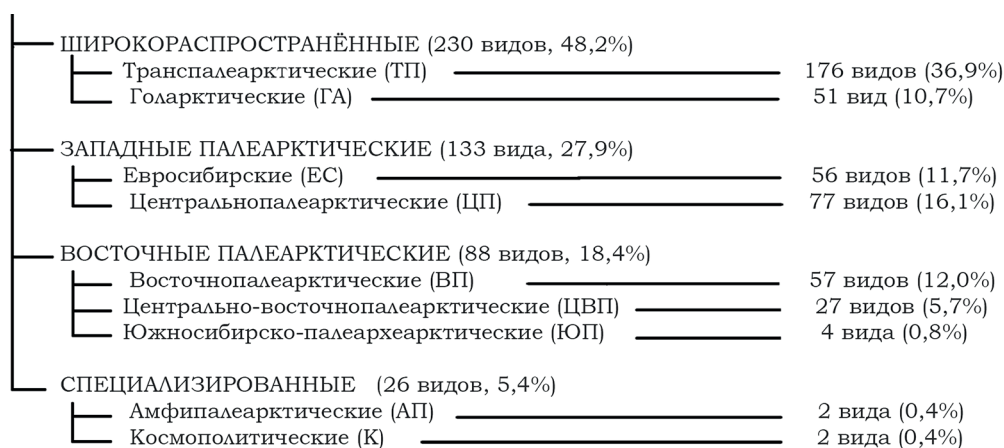 ШИРОКОРАСПРОСТРАНЁННЫЕ (230 видов, 48,2%)
Транспалеарктические (ТП) 176 видов (36,9%)
Голарктические (ГА) 51 вид (10,7%)
ЗАПАДНЫЕ ПАЛЕАРКТИЧЕСКИЕ (133 вида, 27,9%)
Евросибирские (ЕС) 56 видов (11,7%)
Центральнопалеарктические (ЦП) 77 видов (16,1%)
ВОСТОЧНЫЕ ПАЛЕАРКТИЧЕСКИЕ (88 видов, 18,4%)
Восточнопалеарктические (ВП) 57 видов (12,0%)
Центрально-восточнопалеарктические (ЦВП) 27 видов (5,7%)
Южносибирско-палеархеарктические (ЮП) 4 вида (0,8%)
СПЕЦИАЛИЗИРОВАННЫЕ (26 видов, 5,4%)
Амфипалеарктические (АП) 2 вида (0,4%)
Космополитические (К) 2 вида (0,4%)